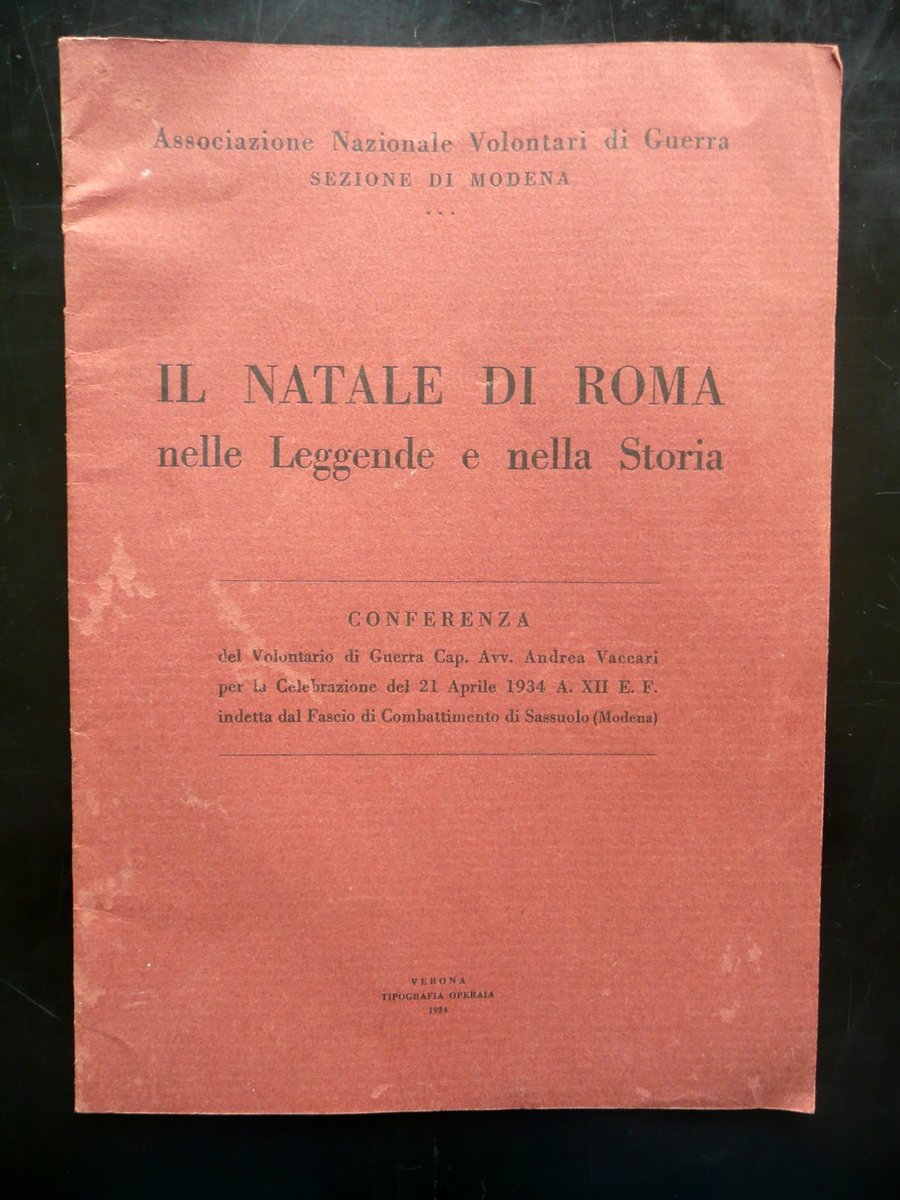 Associazione Nazionale Volontari di Guerra
SEZIONE DI MODENA
...
IL NATALE DI ROMA
nelle Leggende e nella Storia
CONFERENZA
del Volontario di Guerra Cap. Avv. Andrea Vaccari
per la Celebrazione del 21 Aprile 1934 A. XII E. F.
indetta dal Fascio di Combattimento di Sassuolo (Modena)
VERONA
TIPOGRAFIA OPERAIA
1934